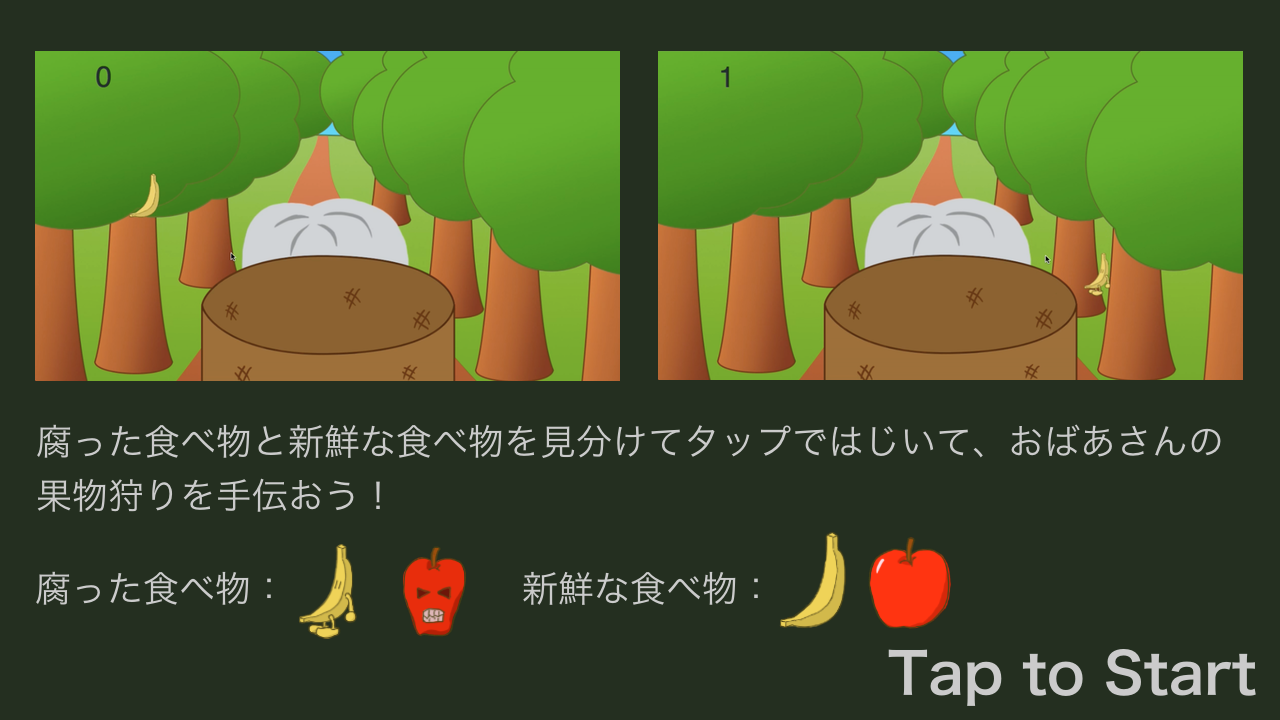 0
1
腐った食べ物と新鮮な食べ物を見分けてタップではじいて、おばあさんの
果物狩りを手伝おう！
腐った食べ物：
新鮮な食べ物：
Tap to Start